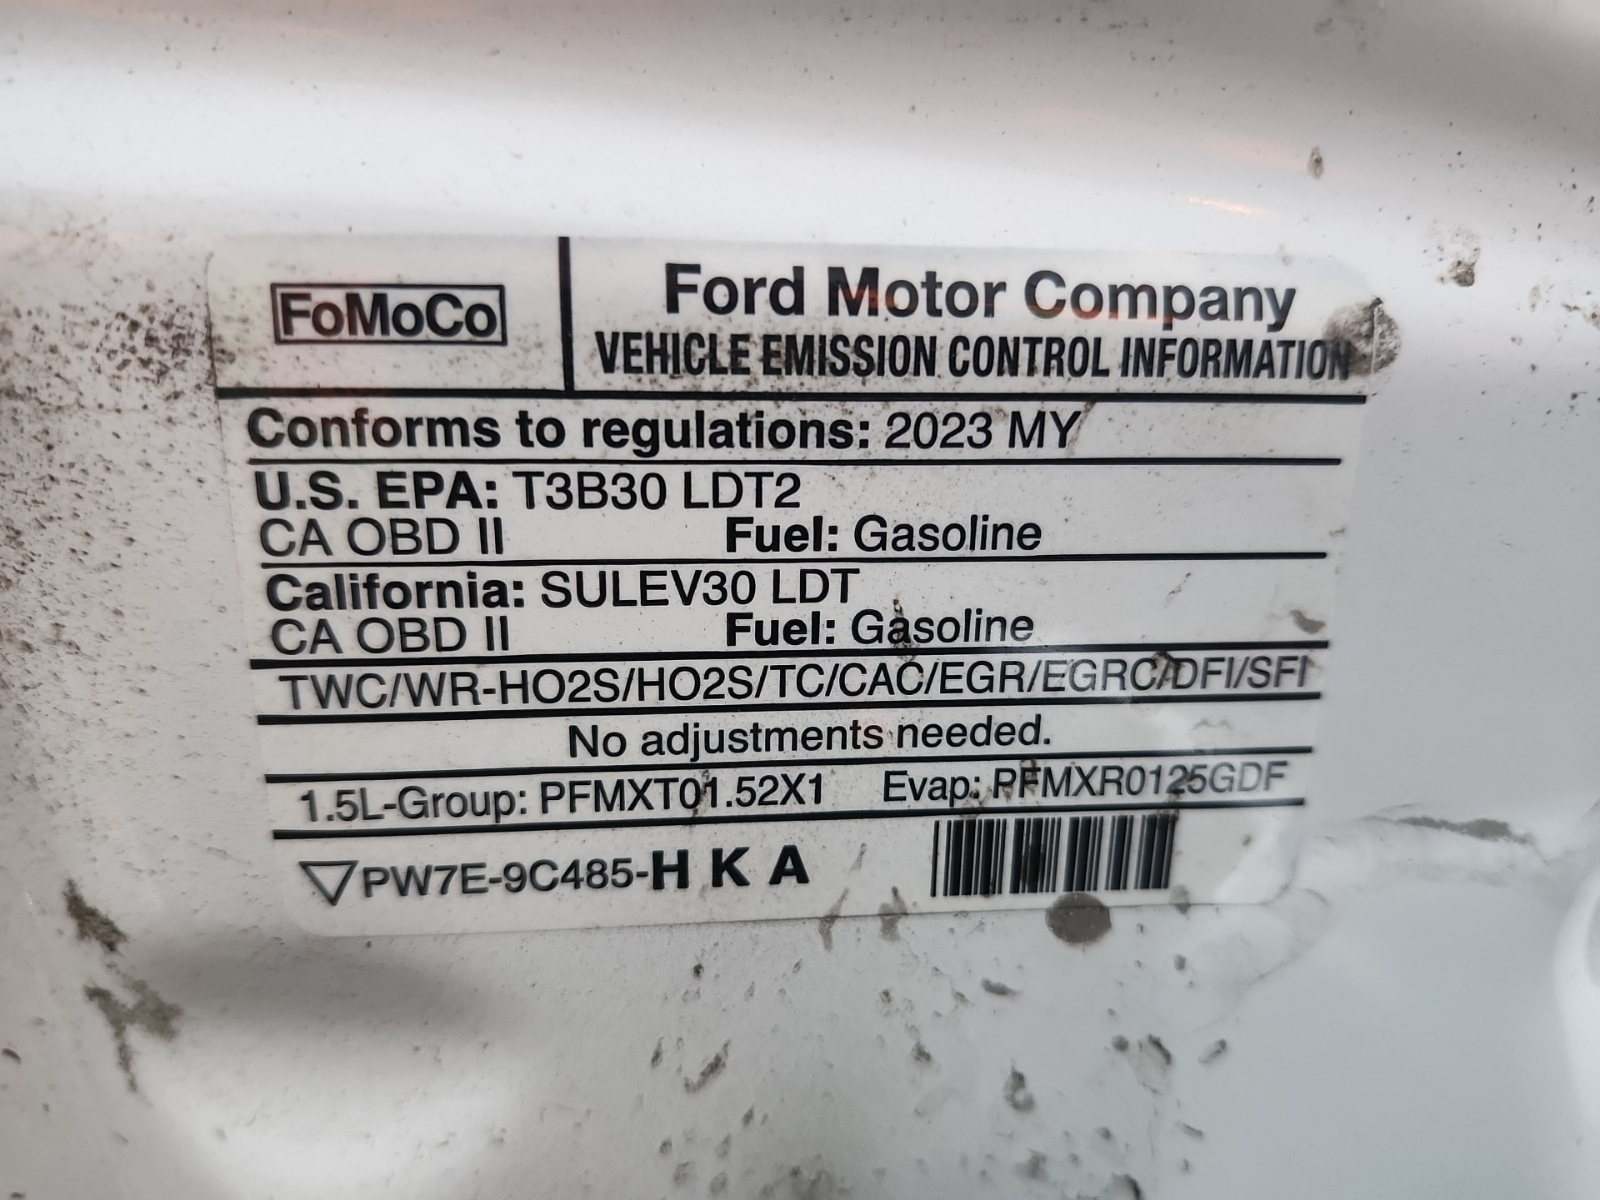 FoMoCo
Ford Motor Company
VEHICLE EMISSION CONTROL INFORMATION
Conforms to regulations: 2023 MY
U.S. EPA: T3B30 LDT2
CA OBD II Fuel: Gasoline
California: SULEV30 LDT
CA OBD II Fuel: Gasoline
TWC/WR-HO2S/HO2S/TC/CAC/EGR/EGRC/DFI/SFI
No adjustments needed.
1.5L-Group: PFMXT01.52X1 Evap: PFMXR0125GDF
PW7E-9C485-H K A